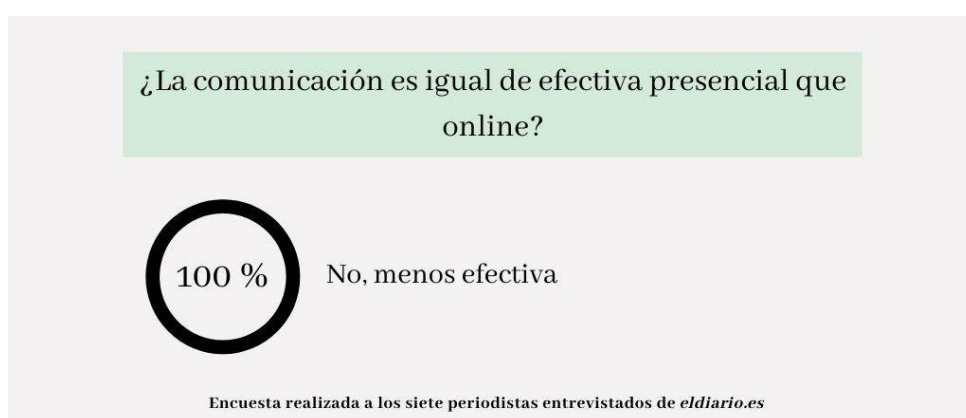 ¿La comunicación es igual de efectiva presencial que
online?
100 %
No, menos efectiva
Encuesta realizada a los siete periodistas entrevistados de eldiario.es